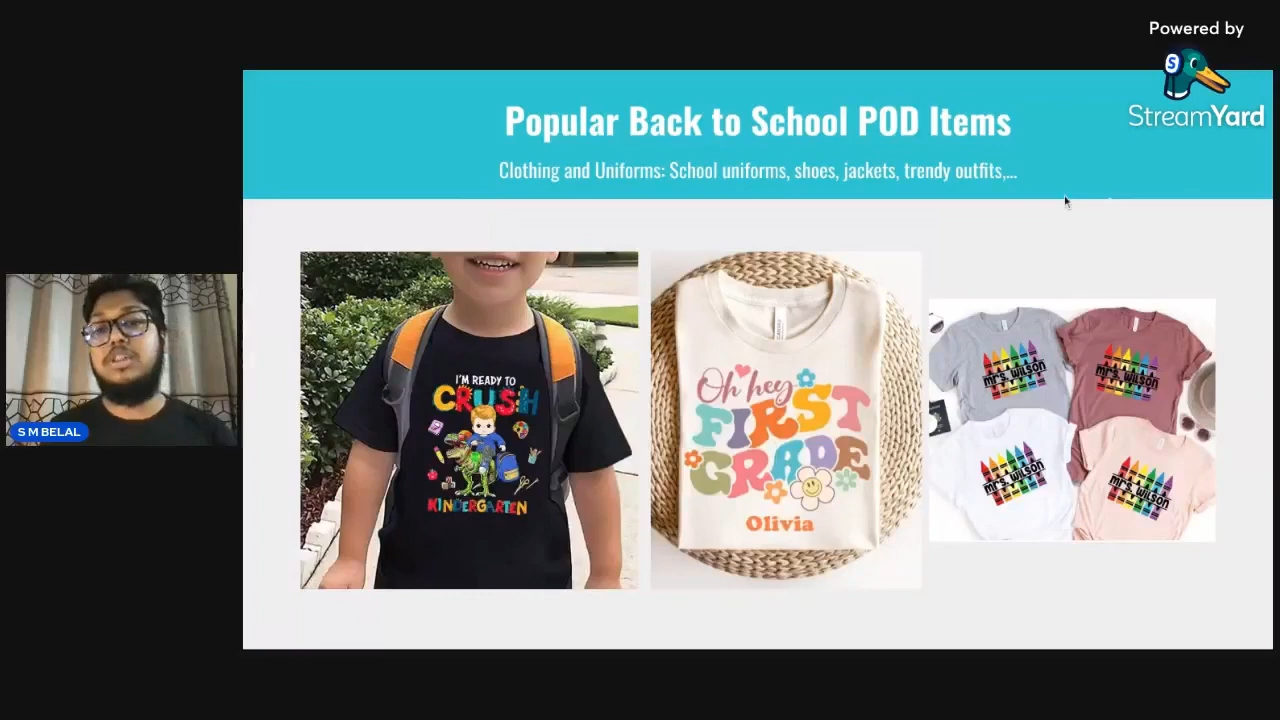 Powered by
StreamYard
Popular Back to School POD Items
Clothing and Uniforms: School uniforms, shoes, jackets, trendy outfits,...
S M BELAL
I'M READY TO
CRUSH
KINDERGARTEN
Oh hey
FIRST
GRADE
Olivia
mrs. wilson
mrs. wilson
mrs. wilson
mrs. wilson